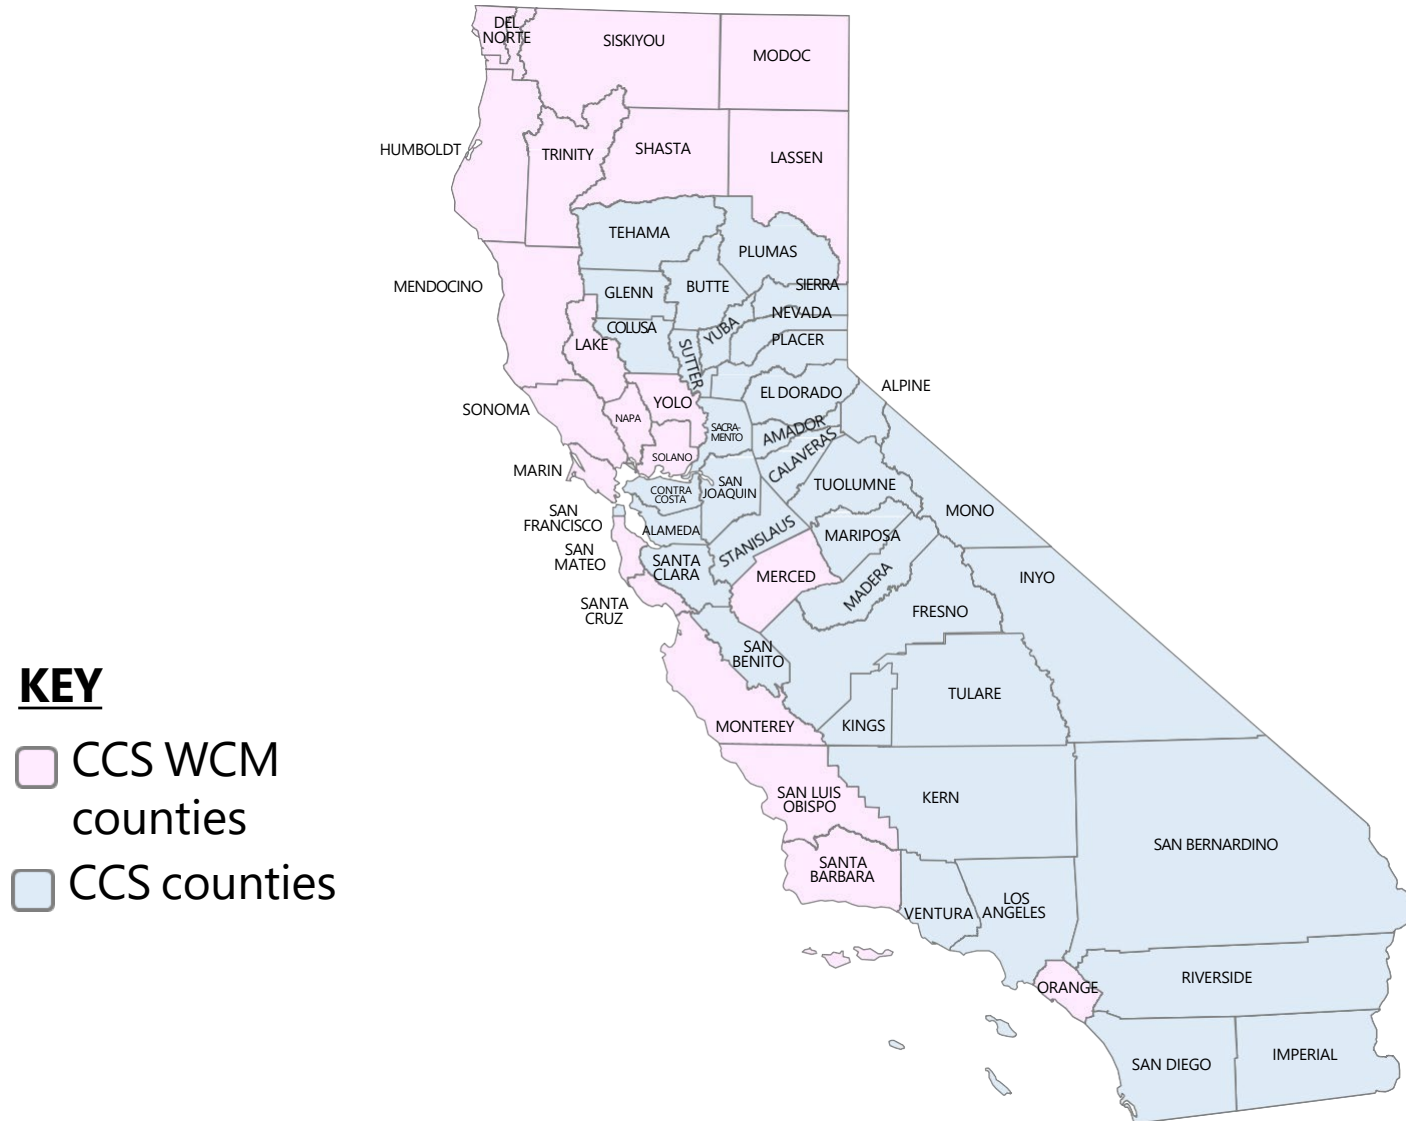 DEL
NORTE
SISKIYOU
MODOC
HUMBOLDT
TRINITY
SHASTA
LASSEN
TEHAMA
PLUMAS
MENDOCINO
GLENN
BUTTE
SIERRA
NEVADA
COLUSA
YUBA
PLACER
LAKE
SUTTER
EL DORADO
ALPINE
SONOMA
NAPA
YOLO
SACRA-
MENTO
AMADOR
CALAVERAS
SOLANO
MARIN
CONTRA
COSTA
SAN
JOAQUIN
TUOLUMNE
MONO
SAN
FRANCISCO
ALAMEDA
STANISLAUS
MARIPOSA
SAN
MATEO
SANTA
CLARA
MERCED
MADERA
INYO
SANTA
CRUZ
FRESNO
SAN
BENITO
KEY
TULARE
MONTEREY
KINGS
CCS WCM
counties
SAN LUIS
OBISPO
KERN
SAN BERNARDINO
CCS counties
SANTA
BARBARA
VENTURA
LOS
ANGELES
ORANGE
RIVERSIDE
SAN DIEGO
IMPERIAL